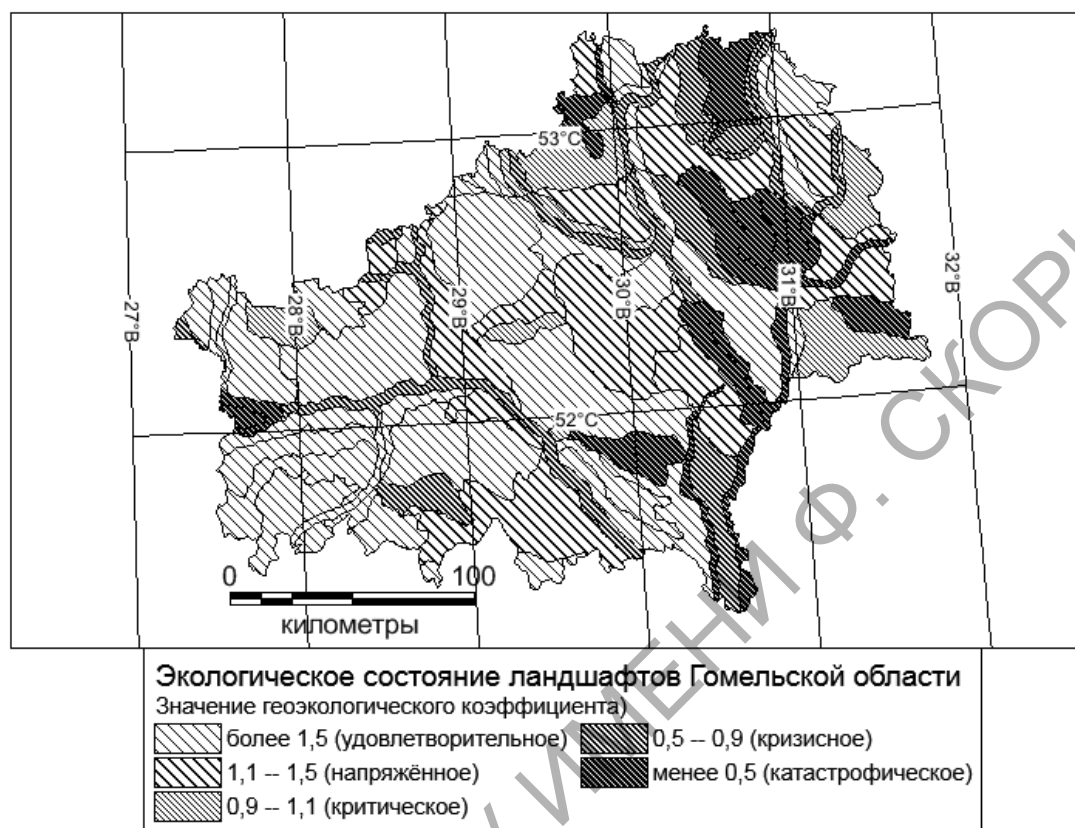 53°С
27°В
28°В
29°В
30°В
31°В
32°В
52°С
0 100
километры
Экологическое состояние ландшафтов Гомельской области
Значение геоэкологического коэффициента)
более 1,5 (удовлетворительное)
0,5 -- 0,9 (кризисное)
1,1 -- 1,5 (напряжённое)
менее 0,5 (катастрофическое)
0,9 -- 1,1 (критическое)
ИМЕНИ Ф. СКОР